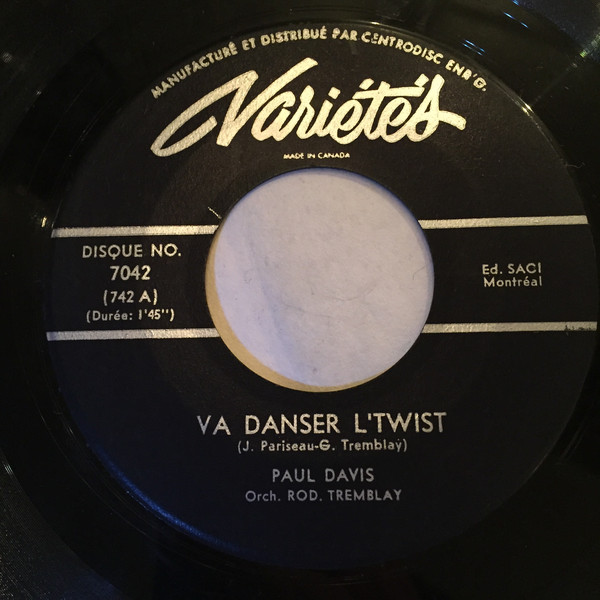 MANUFACTURÉ ET DISTRIBUÉ PAR CENTRODISC ENR'G.
Variétés
MADE IN CANADA
DISQUE NO.
7042
(742 A)
(Durée: 1'45")
Ed. SACI
Montréal
VA DANSER L'TWIST
(J. Pariseau-G. Tremblay)
PAUL DAVIS
Orch. ROD. TREMBLAY